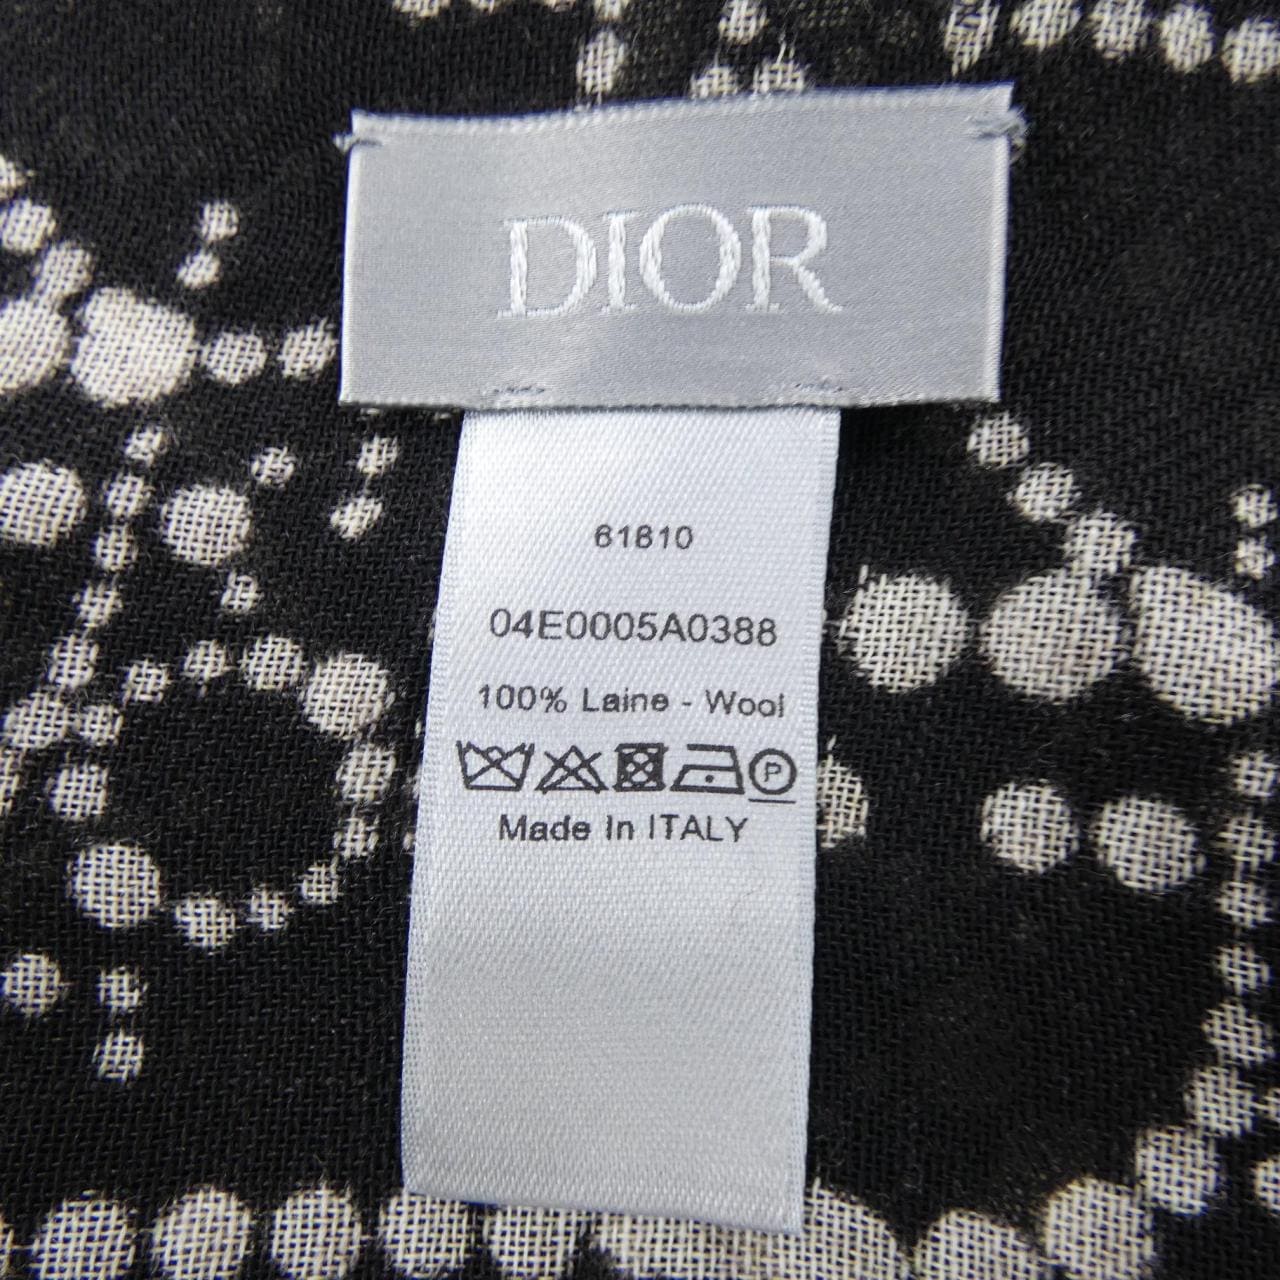 DIOR
61810
04E0005A0388
100% Laine - Wool
P
Made In ITALY